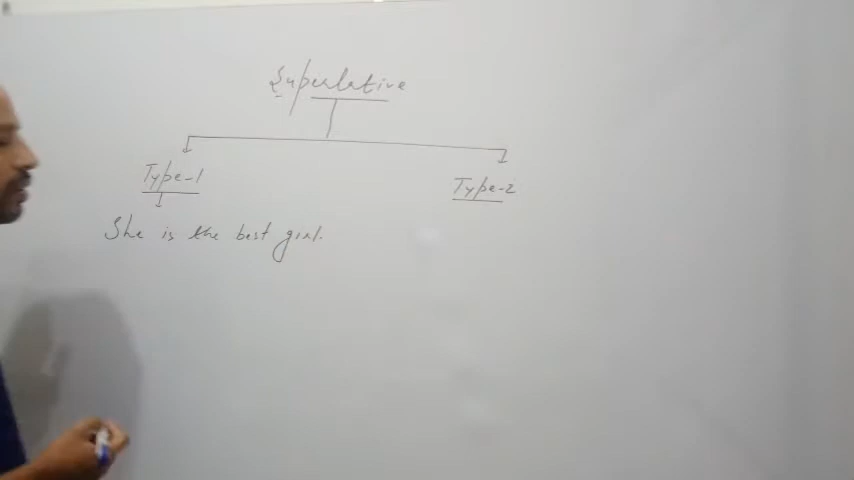 Superlative
Type-1
Type-2
She is the best girl.